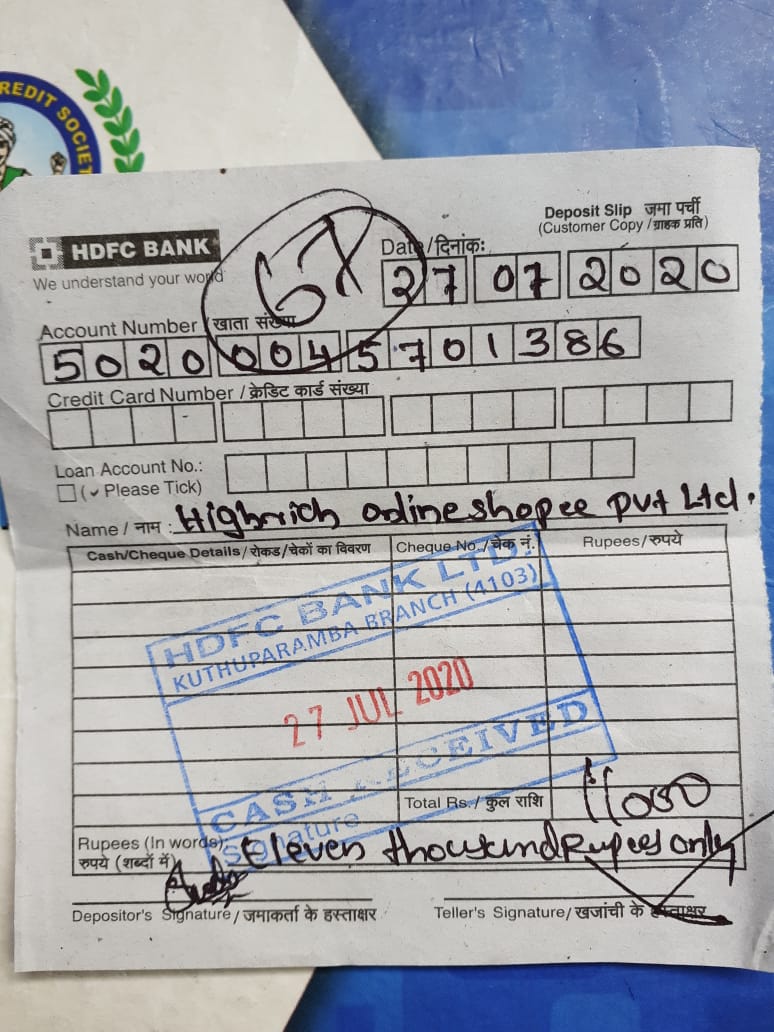 REDIT SOCIET
Deposit Slip जमा पर्ची
(Customer Copy/ग्राहक प्रति)
HDFC BANK
We understand your world
67
Date/दिनांक:
27 07 2020
Account Number/खाता संख्या
50200045701386
Credit Card Number/क्रेडिट कार्ड संख्या
Loan Account No.:
(✓ Please Tick)
Name/नाम: Highrich onlineshopee pvt Ltd.
Cash/Cheque Details/रोकड/चेकों का विवरण Cheque No./चेक नं. Rupees/रुपये
HDFC BANK LTD.
KUTHUPARAMBA BRANCH (4103)
27 JUL 2020
CASH RECEIVED
Signature
Total Rs./कुल राशि 11000
Rupees (In words) Eleven thousand Rupees only
रुपये (शब्दों में)
Depositor's Signature/जमाकर्ता के हस्ताक्षर Teller's Signature/खजांची के हस्ताक्षर